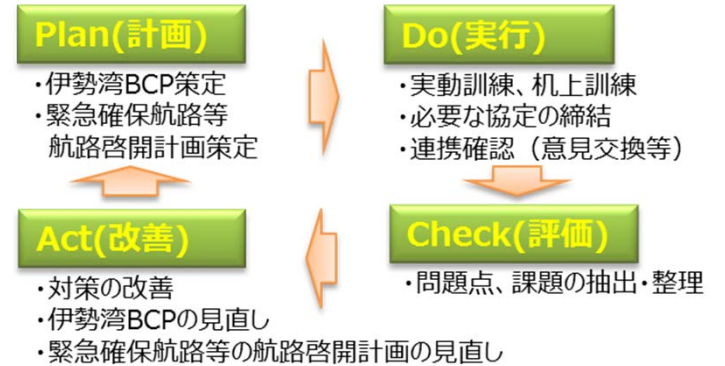 Plan(計画)
・伊勢湾BCP策定
・緊急確保航路等
航路啓開計画策定
Do(実行)
・実動訓練、机上訓練
・必要な協定の締結
・連携確認（意見交換等）
Check(評価)
・問題点、課題の抽出・整理
Act(改善)
・対策の改善
・伊勢湾BCPの見直し
・緊急確保航路等の航路啓開計画の見直し